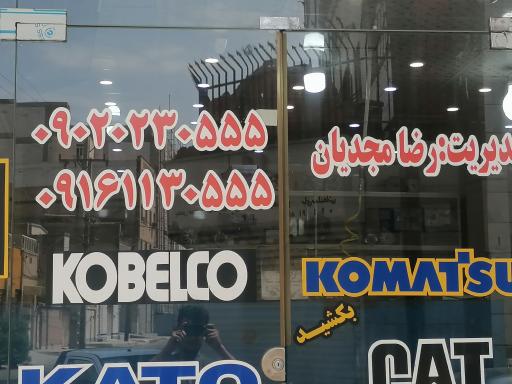 ۰۹۰۲۰۲۳۰۵۵۵
۰۹۱۶۱۱۳۰۵۵۵
مدیریت:رضا مجدیان
KOBELCO
KOMATSU
بکشید
KATO
CAT